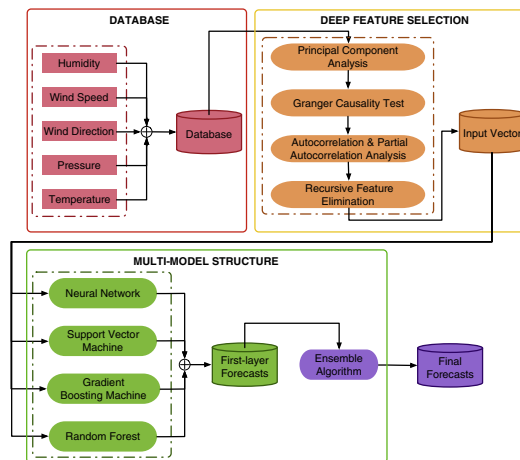 DATABASE
Humidity
Wind Speed
Wind Direction
Pressure
Temperature
Database
DEEP FEATURE SELECTION
Principal Component
Analysis
Granger Causality Test
Autocorrelation & Partial
Autocorrelation Analysis
Recursive Feature
Elimination
Input Vector
MULTI-MODEL STRUCTURE
Neural Network
Support Vector
Machine
Gradient
Boosting Machine
Random Forest
First-layer
Forecasts
Ensemble
Algorithm
Final
Forecasts